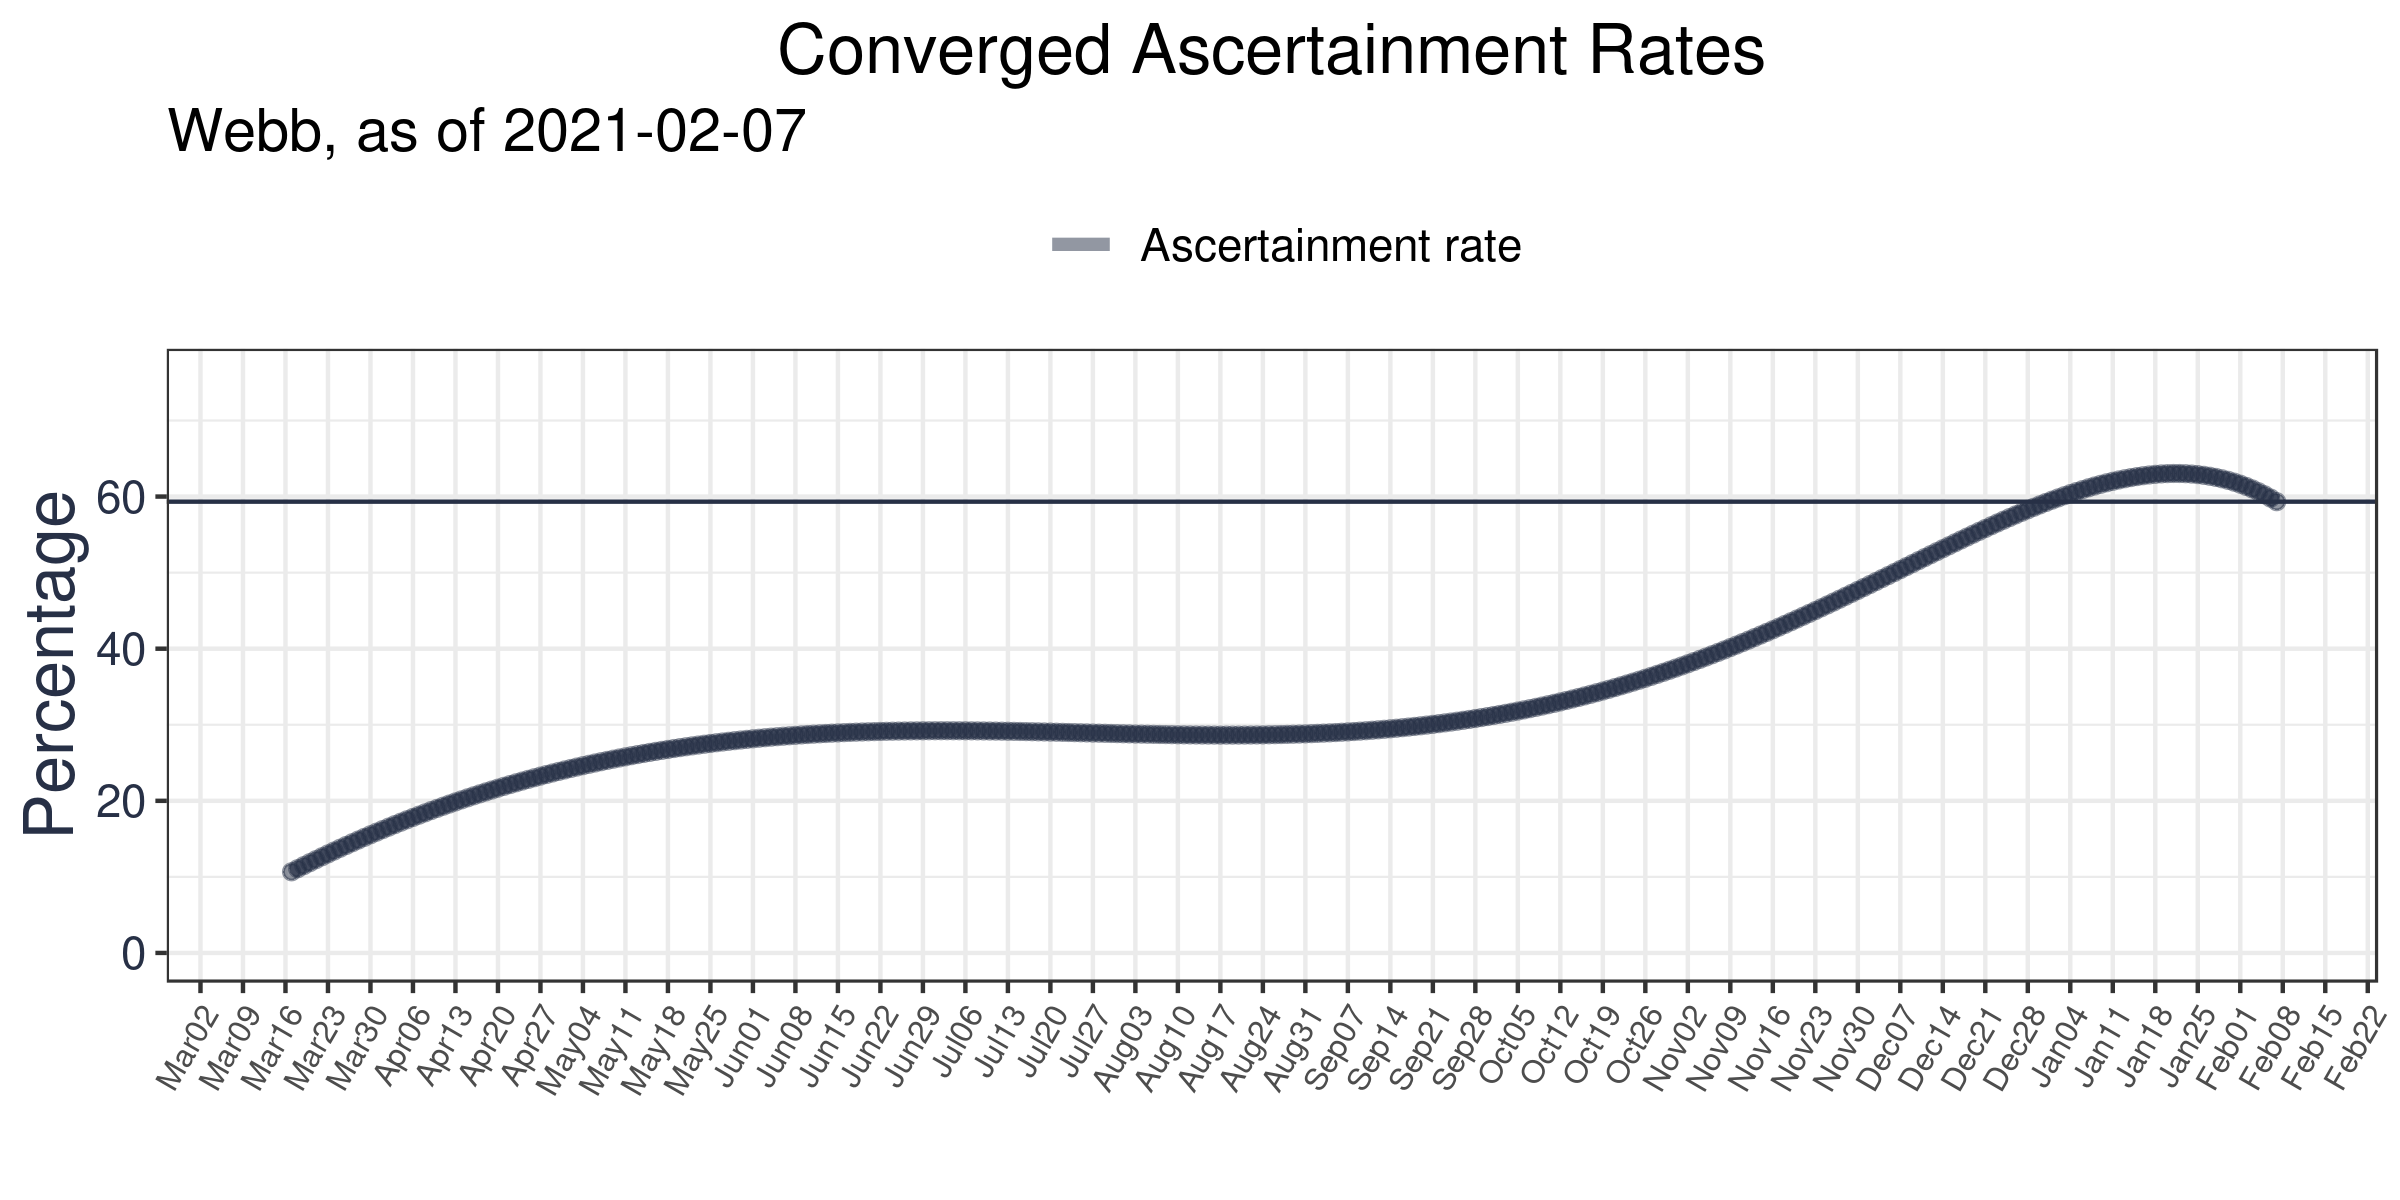 Converged Ascertainment Rates
Webb, as of 2021-02-07
Ascertainment rate
Percentage
60
40
20
0
Mar02
Mar09
Mar16
Mar23
Mar30
Apr06
Apr13
Apr20
Apr27
May04
May11
May18
May25
Jun01
Jun08
Jun15
Jun22
Jun29
Jul06
Jul13
Jul20
Jul27
Aug03
Aug10
Aug17
Aug24
Aug31
Sep07
Sep14
Sep21
Sep28
Oct05
Oct12
Oct19
Oct26
Nov02
Nov09
Nov16
Nov23
Nov30
Dec07
Dec14
Dec21
Dec28
Jan04
Jan11
Jan18
Jan25
Feb01
Feb08
Feb15
Feb22